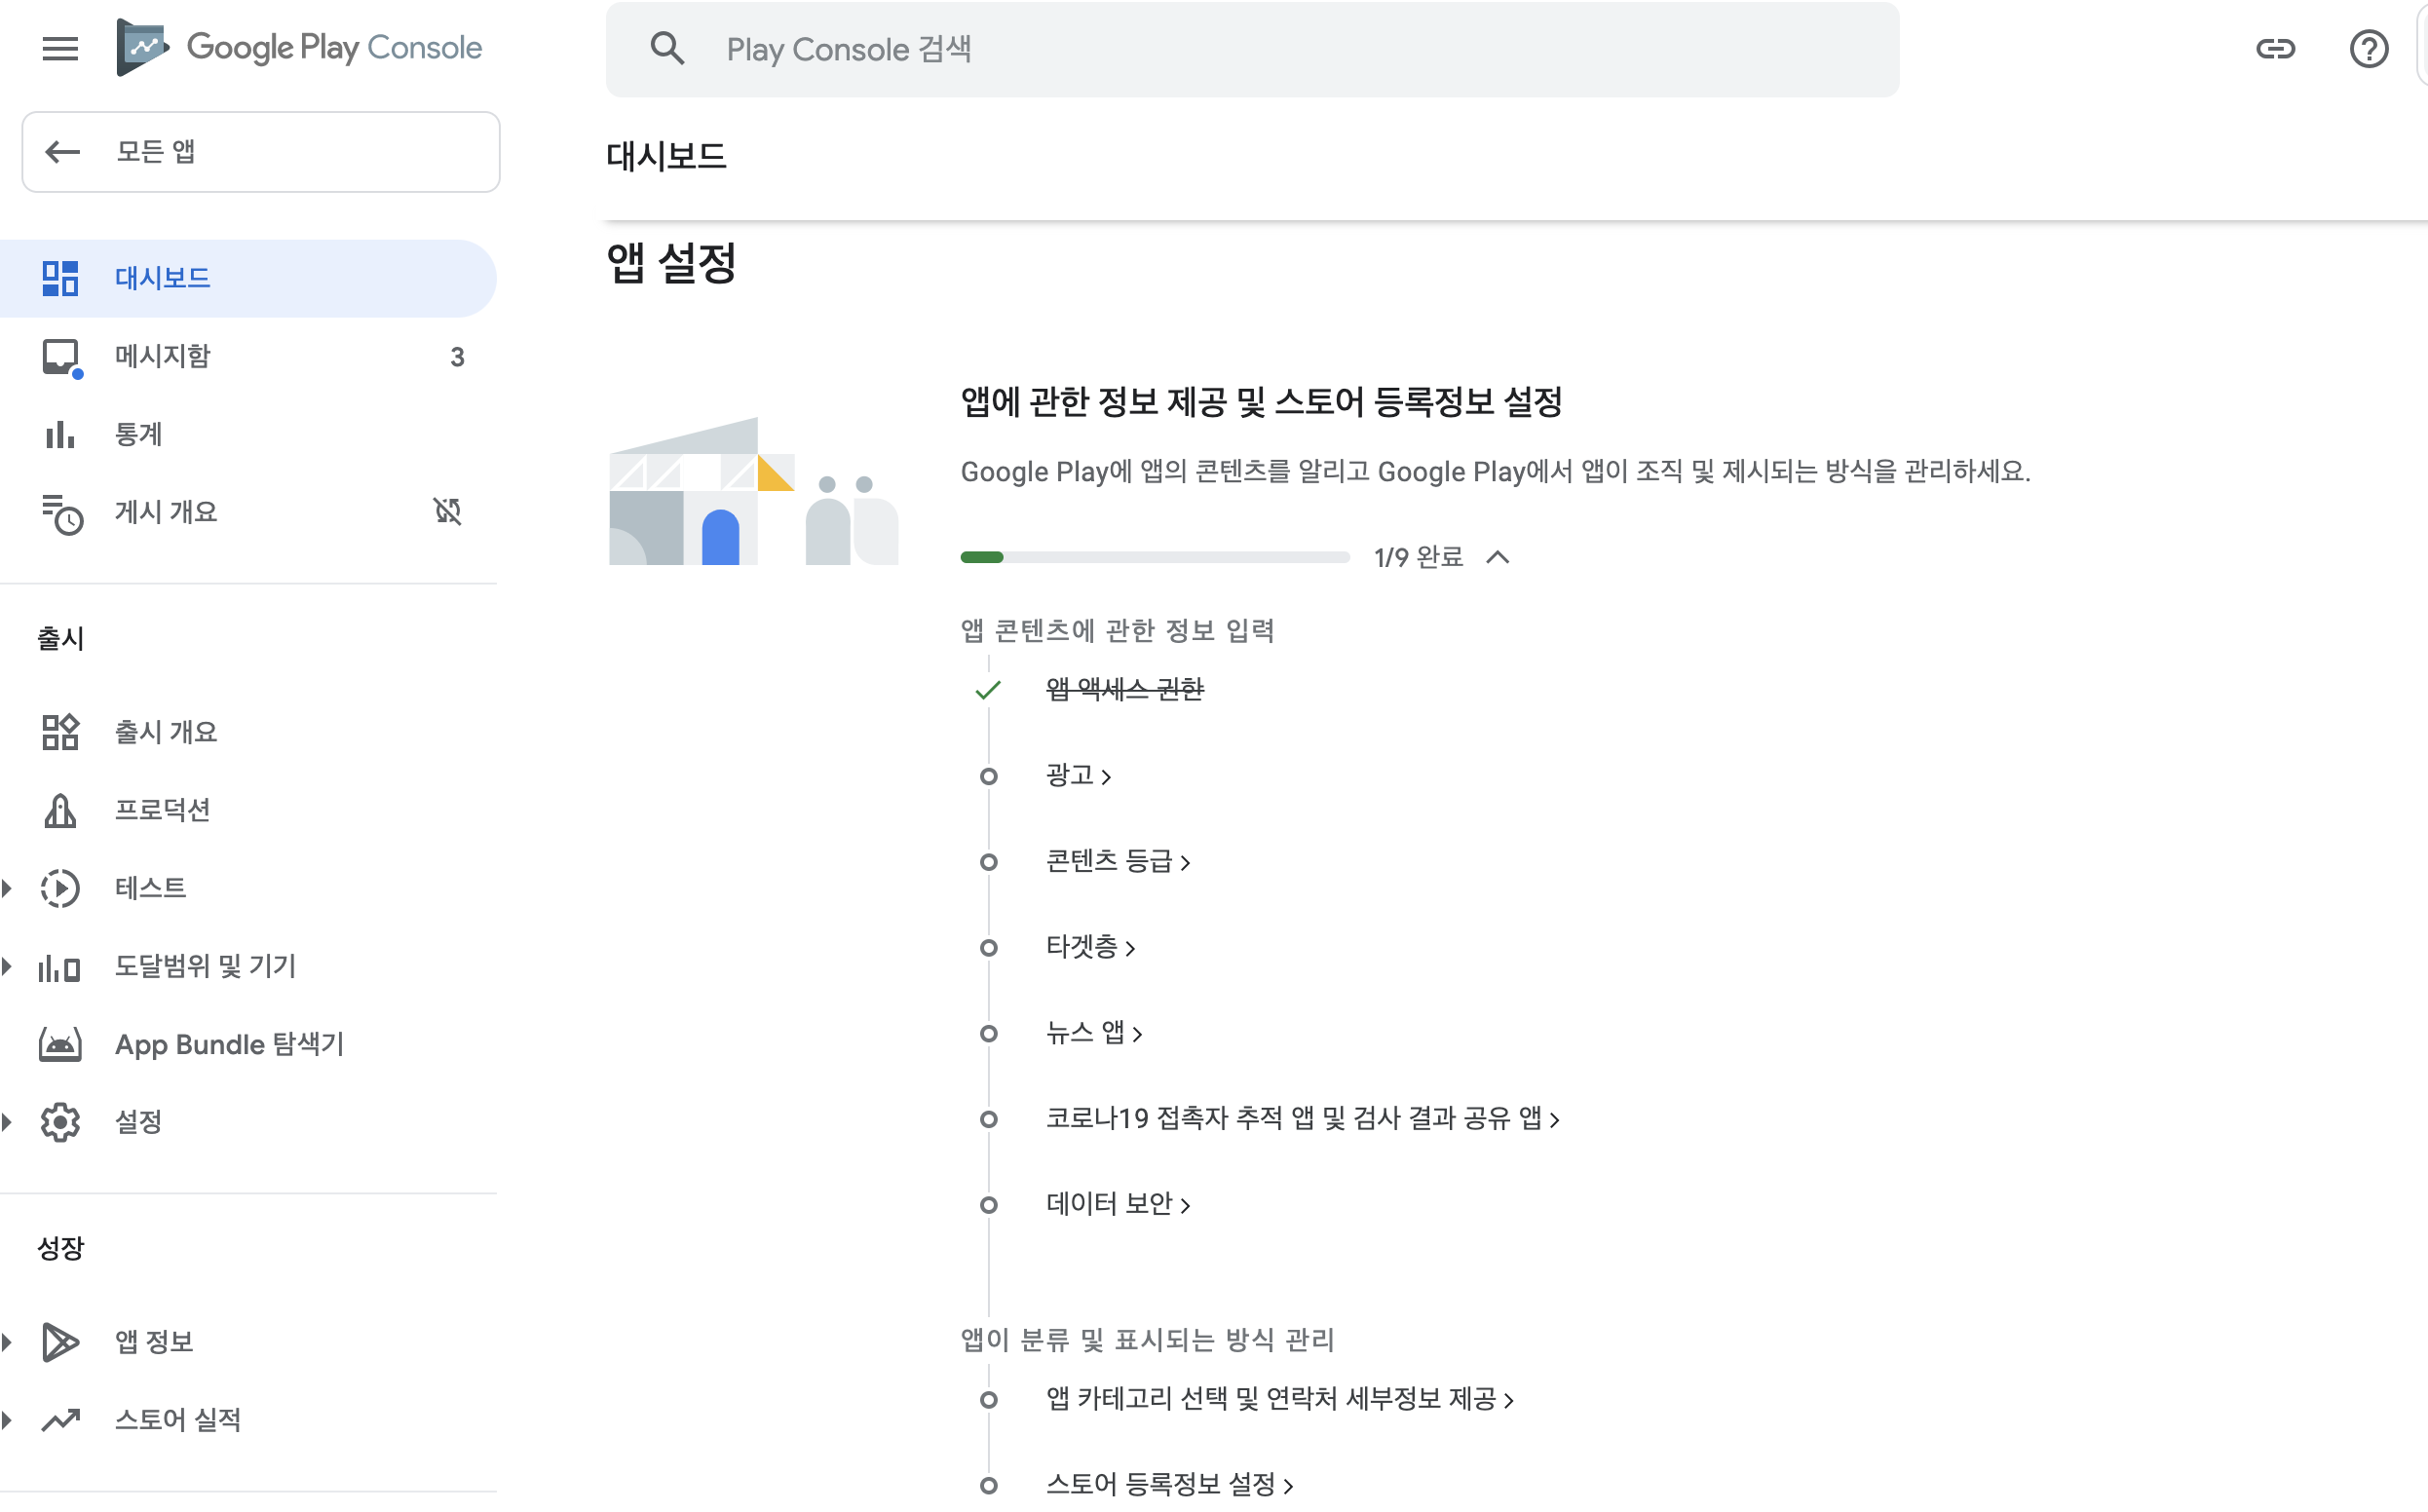 Google Play Console
Play Console 검색
모든 앱
대시보드
대시보드
메시지함 3
통계
게시 개요
출시
출시 개요
프로덕션
테스트
도달범위 및 기기
App Bundle 탐색기
설정
성장
앱 정보
스토어 실적
앱 설정
앱에 관한 정보 제공 및 스토어 등록정보 설정
Google Play에 앱의 콘텐츠를 알리고 Google Play에서 앱이 조직 및 제시되는 방식을 관리하세요.
1/9 완료
앱 콘텐츠에 관한 정보 입력
앱 액세스 권한
광고
콘텐츠 등급
타겟층
뉴스 앱
코로나19 접촉자 추적 앱 및 검사 결과 공유 앱
데이터 보안
앱이 분류 및 표시되는 방식 관리
앱 카테고리 선택 및 연락처 세부정보 제공
스토어 등록정보 설정